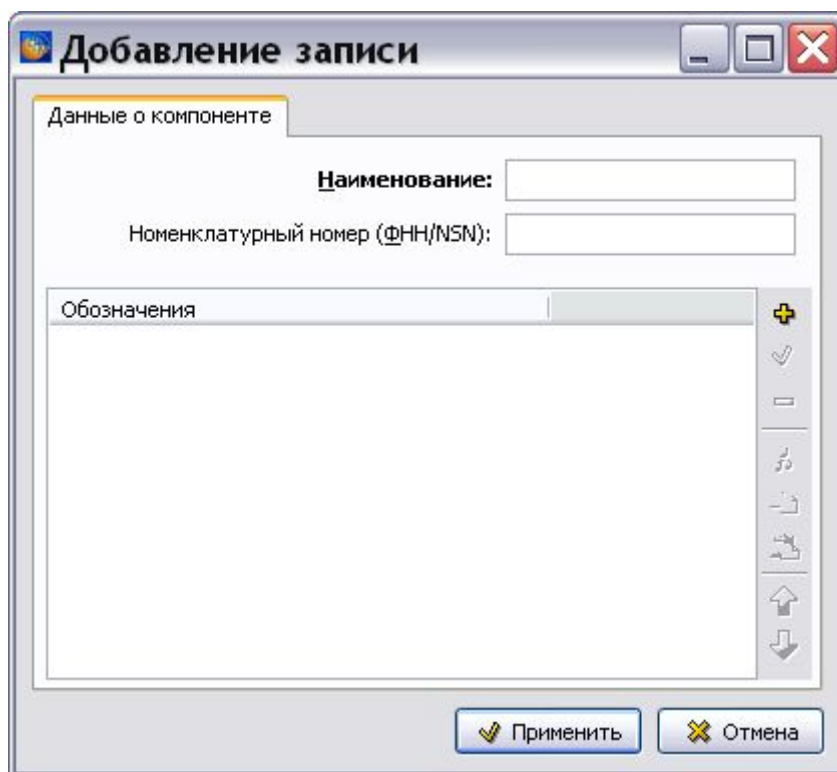 Добавление записи
Данные о компоненте
Наименование:
Номенклатурный номер (ФНН/NSN):
Обозначения
Применить
Отмена